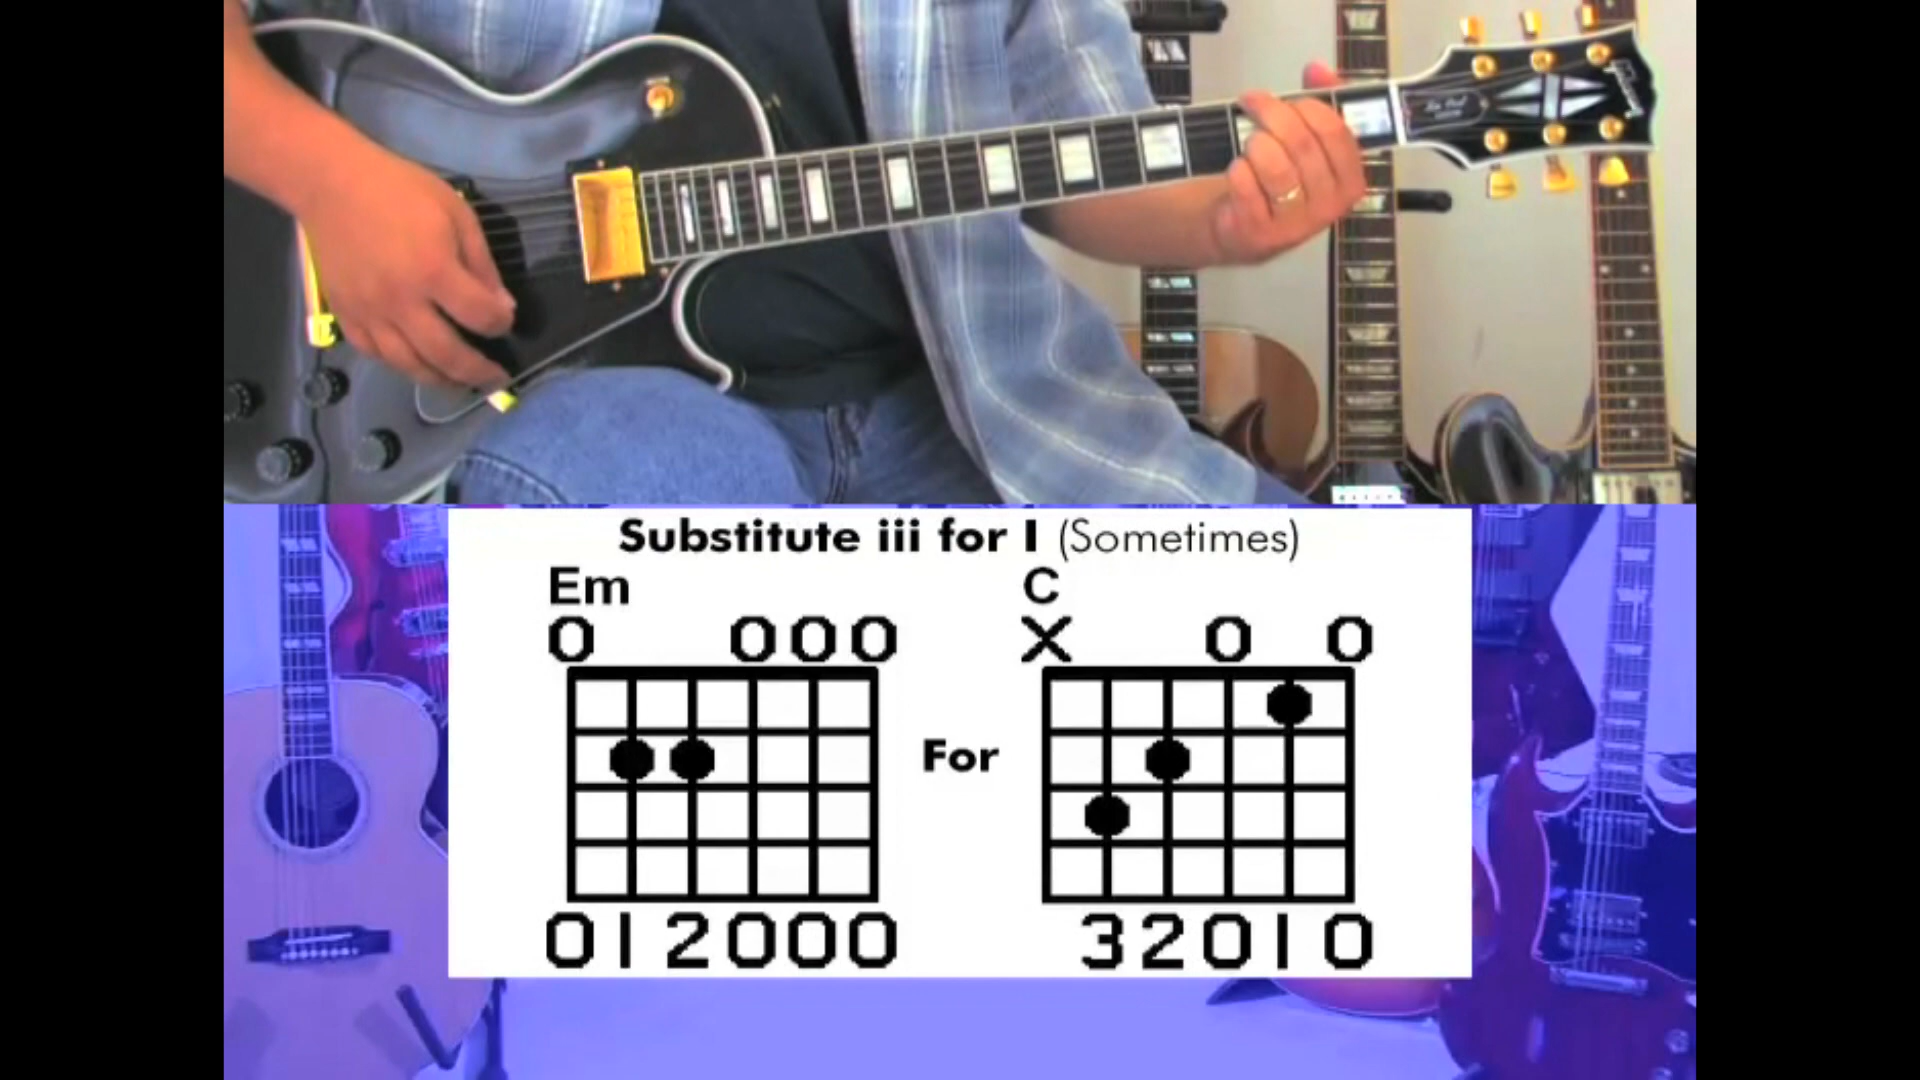 Substitute iii for I (Sometimes)
Em C
O OOO X O O
For
012000 32010